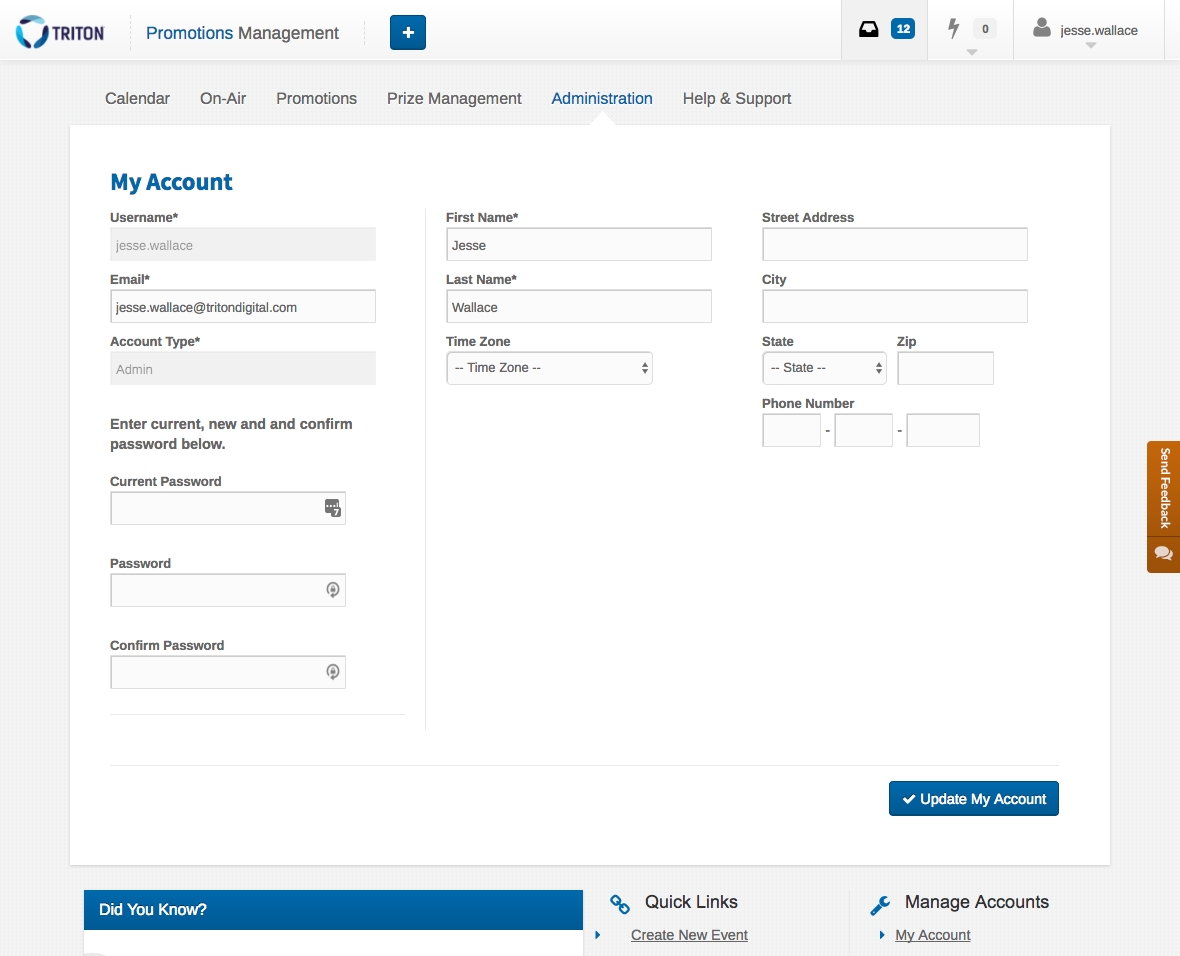 TRITON
Promotions Management
+
12
0
jesse.wallace
Calendar
On-Air
Promotions
Prize Management
Administration
Help & Support
My Account
Username*
jesse.wallace
Email*
jesse.wallace@tritondigital.com
Account Type*
Admin
Enter current, new and and confirm
password below.
Current Password
7
Password
Confirm Password
First Name*
Jesse
Last Name*
Wallace
Time Zone
-- Time Zone --
Street Address
City
State
Zip
-- State --
Phone Number
- -
Send Feedback
Update My Account
Did You Know?
Quick Links
Create New Event
Manage Accounts
My Account